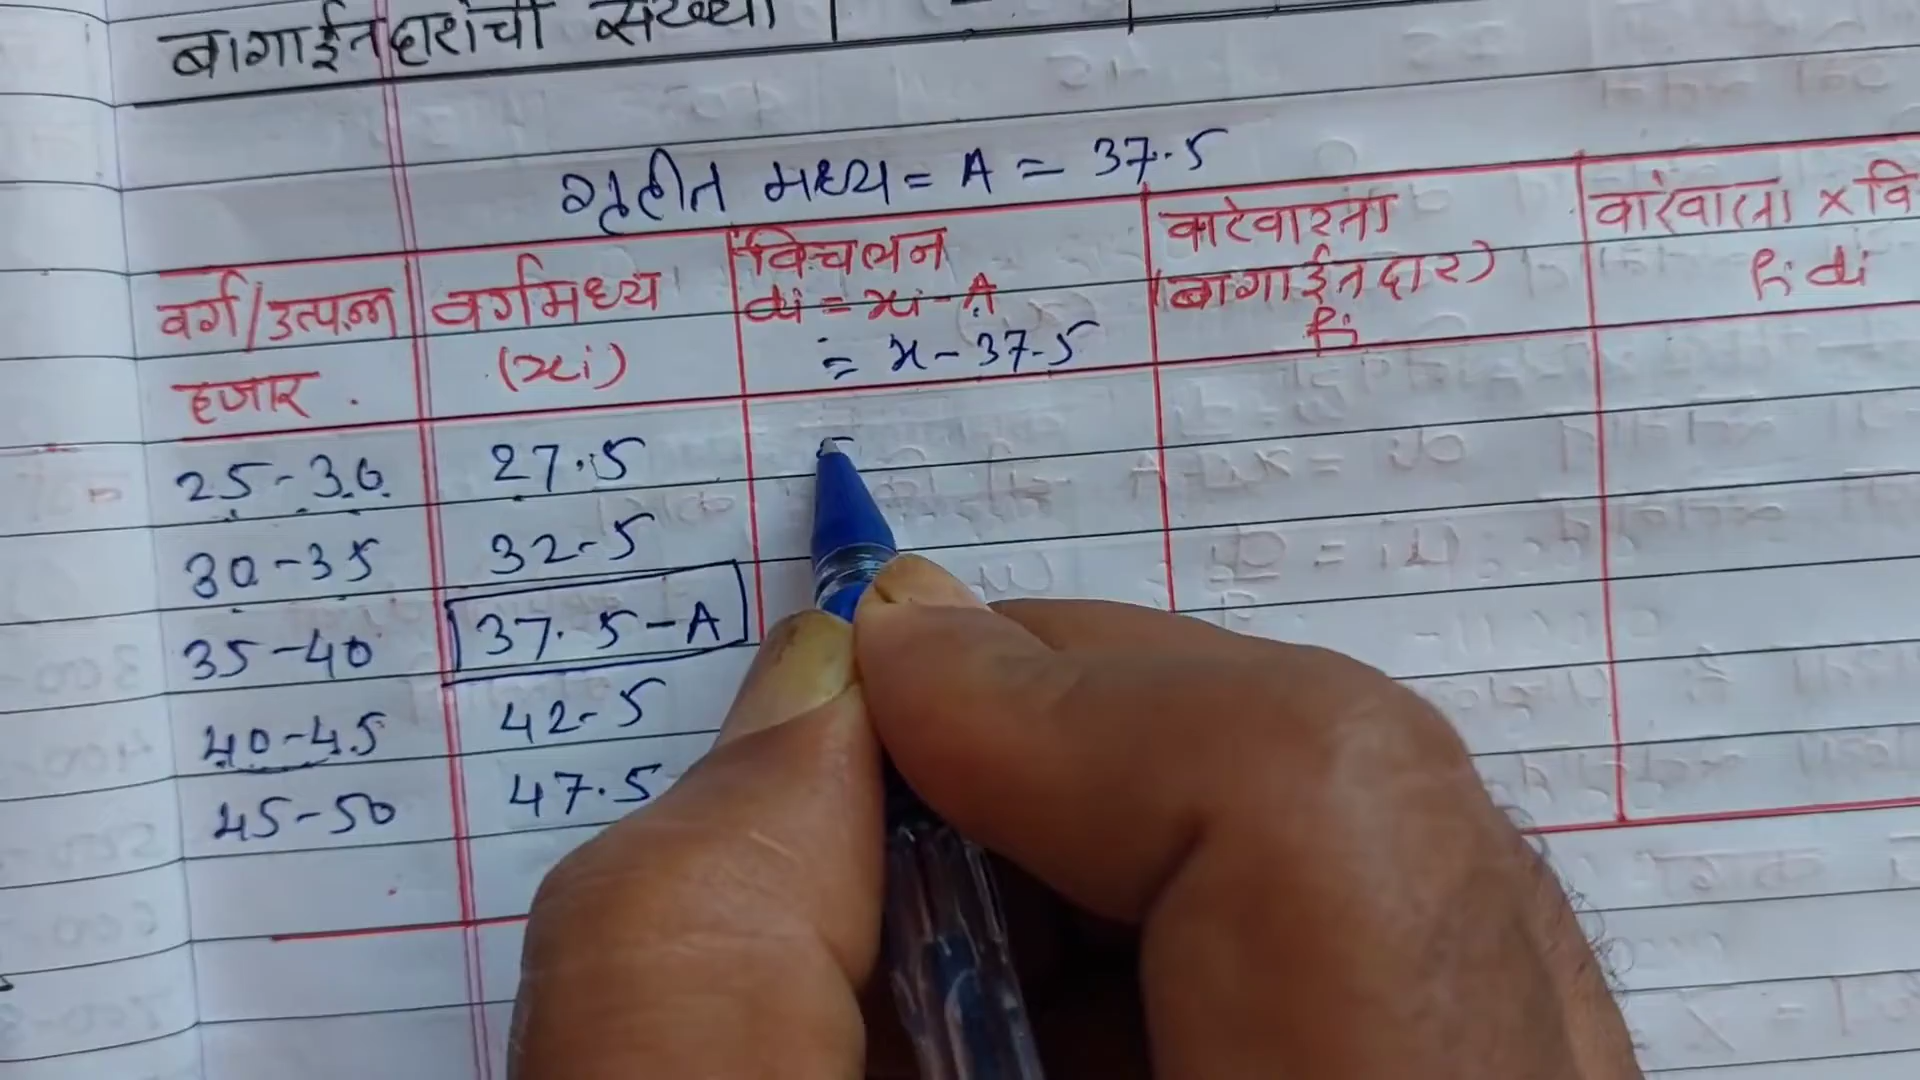 बागाईतदारांची संख्या
गृहीत मध्य = A = 37.5
वर्ग/उत्पन्न हजार .
वर्गमध्य (xi)
विचलन
di = xi - A
= x - 37.5
वारंवारता
(बागाईतदार)
fi
वारंवारता x वि
fi di
25-30 27.5
30-35 32.5
35-40 37.5-A
40-45 42.5
45-50 47.5